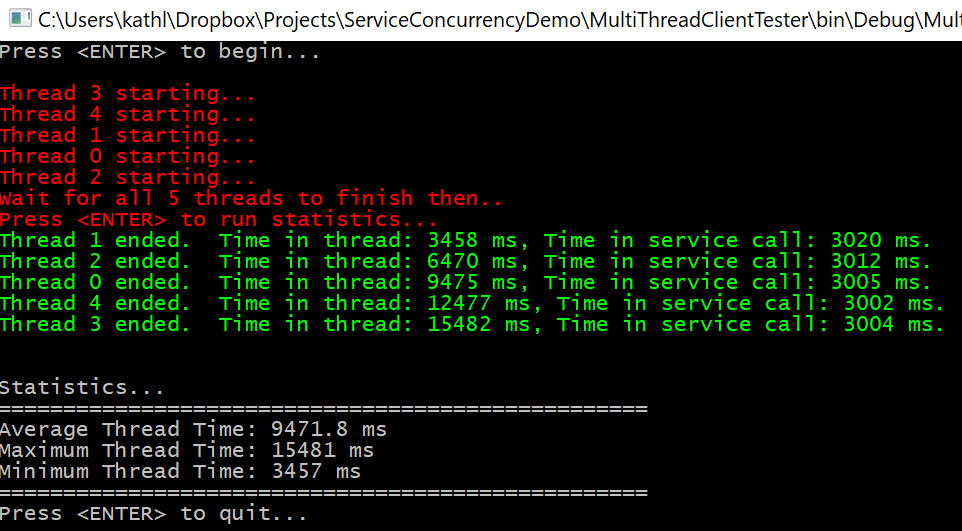 C:\Users\kathl\Dropbox\Projects\ServiceConcurrencyDemo\MultiThreadClientTester\bin\Debug\Mult
Press <ENTER> to begin...
Thread 3 starting...
Thread 4 starting...
Thread 1 starting...
Thread 0 starting...
Thread 2 starting...
Wait for all 5 threads to finish then..
Press <ENTER> to run statistics...
Thread 1 ended.  Time in thread: 3458 ms, Time in service call: 3020 ms.
Thread 2 ended.  Time in thread: 6470 ms, Time in service call: 3012 ms.
Thread 0 ended.  Time in thread: 9475 ms, Time in service call: 3005 ms.
Thread 4 ended.  Time in thread: 12477 ms, Time in service call: 3002 ms.
Thread 3 ended.  Time in thread: 15482 ms, Time in service call: 3004 ms.
Statistics...
==================================================
Average Thread Time: 9471.8 ms
Maximum Thread Time: 15481 ms
Minimum Thread Time: 3457 ms
==================================================
Press <ENTER> to quit...